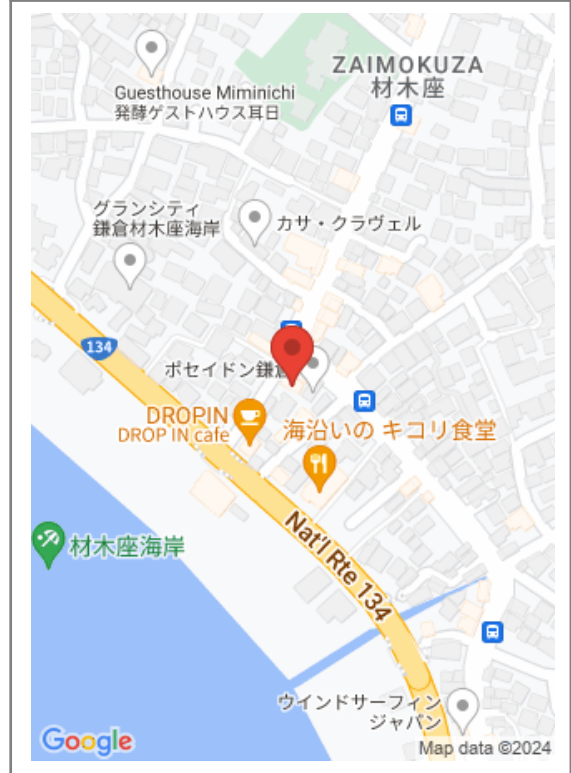 ZAIMOKUZA
材木座
Guesthouse Miminichi
発酵ゲストハウス耳日
グランシティ
鎌倉材木座海岸
カサ・クラヴェル
134
ポセイドン鎌倉
DROPIN
DROP IN cafe
海沿いの キコリ食堂
Nat'l Rte 134
材木座海岸
ウインドサーフィン
ジャパン
Google
Map data ©2024